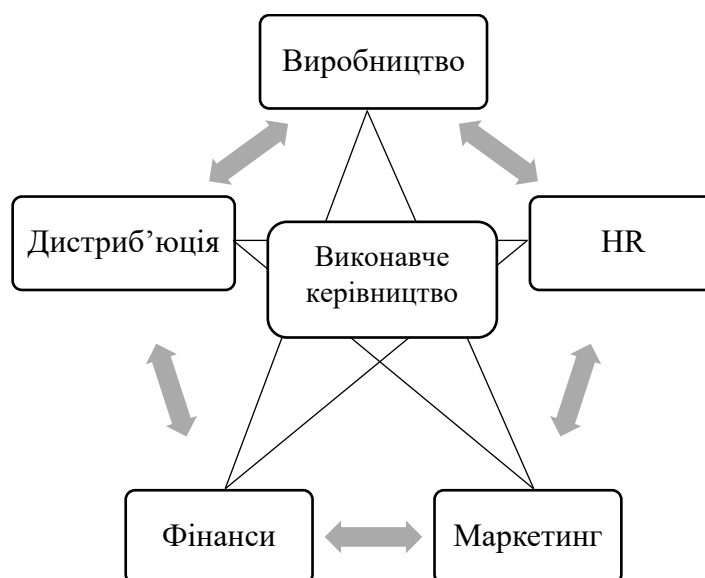 Виробництво
Дистриб’юція
HR
Виконавче
керівництво
Фінанси
Маркетинг